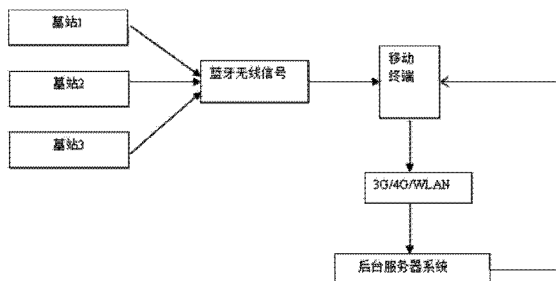 基站1
蓝牙无线信号
移动
终端
基站2
基站3
3G/4G/WLAN
后台服务器系统